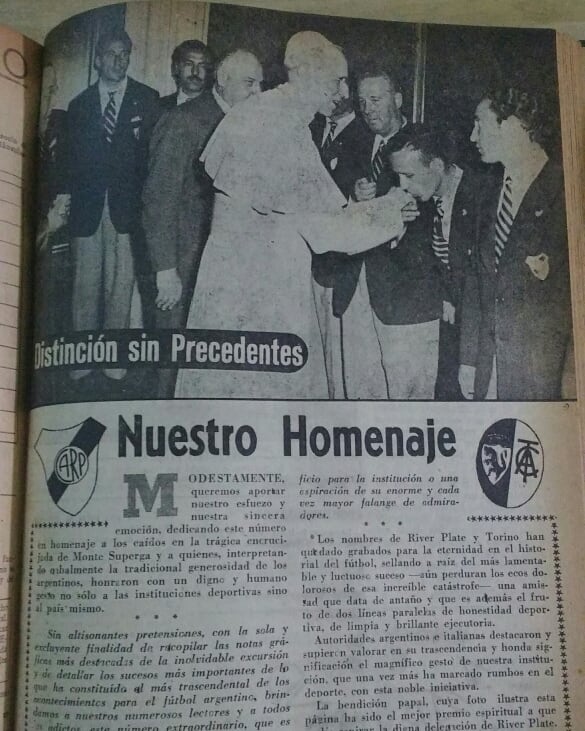 Distinción sin Precedentes
CARP
Nuestro Homenaje
MODESTAMENTE,
queremos aportar
nuestro esfuezo y
nuestra sincera
emoción, dedicando este número
en homenaje a los caídos en la trágica encruci-
jada de Monte Superga y a quienes, interpretan-
do cabalmente la tradicional generosidad de los
argentinos, honraron con un digno y humano
gesto no sólo a las instituciones deportivas sino
al país mismo.
* * *
Sin altisonantes pretensiones, con la sola y
excluyente finalidad de recopilar las notas grá-
ficas más destacadas de la inolvidable excursión
y de detallar los sucesos más importantes de lo
que ha constituido el más trascendental de los
acontecimientos para el fútbol argentino, brin-
damos a nuestros numerosos lectores y a todos
adictos este número extraordinario, que es
ficio para la institución o una
aspiración de su enorme y cada
vez mayor falange de admira-
dores.
* * *
Los nombres de River Plate y Torino han
quedado grabados para la eternidad en el histo-
rial del fútbol, sellando a raíz del más lamenta-
ble y luctuoso suceso —aún perduran los ecos do-
lorosos de esa increíble catástrofe— una amis-
tad que data de antaño y que es además el fru-
to de dos líneas paralelas de honestidad depor-
tiva, de limpia y brillante ejecutoria.
Autoridades argentinas e italianas destacaron y
supieron valorar en su trascendencia y honda sig-
nificación el magnífico gesto de nuestra institu-
ción, que una vez más ha marcado rumbos en el
deporte, con esta noble iniciativa.
La bendición papal, cuya foto ilustra esta
página ha sido el mejor premio espiritual a que
aspirar la digna delegación de River Plate.